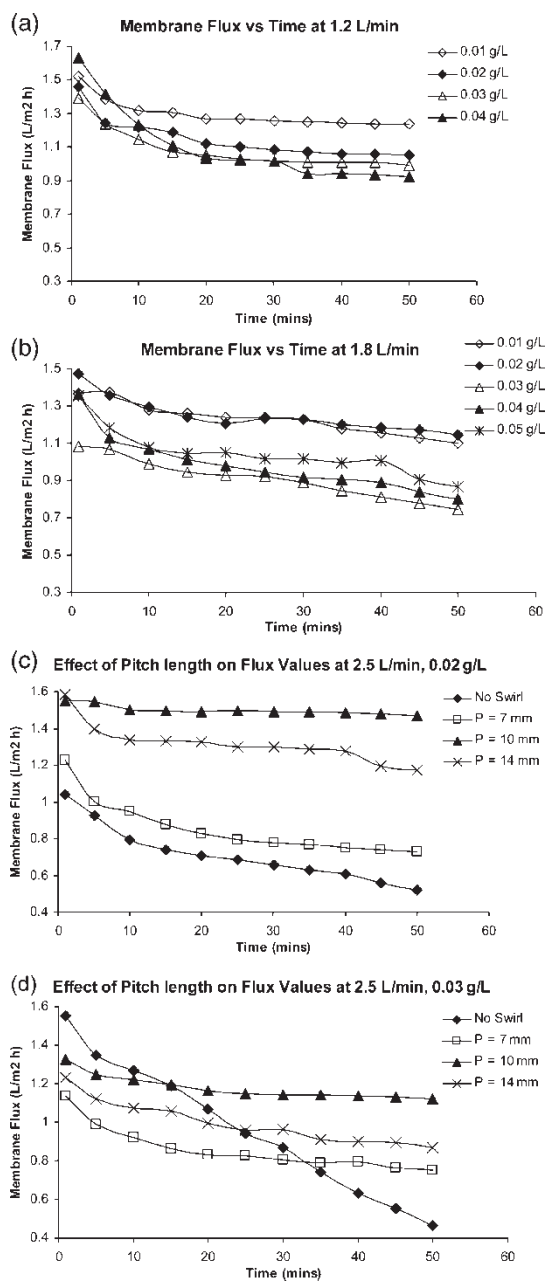 (a)
Membrane Flux vs Time at 1.2 L/min
0.01 g/L
0.02 g/L
0.03 g/L
0.04 g/L
Membrane Flux (L/m2 h)
1.7
1.5
1.3
1.1
0.9
0.7
0.5
0.3
0 10 20 30 40 50 60
Time (mins)
(b)
Membrane Flux vs Time at 1.8 L/min
0.01 g/L
0.02 g/L
0.03 g/L
0.04 g/L
0.05 g/L
Membrane Flux (L/m2 h)
1.5
1.3
1.1
0.9
0.7
0.5
0.3
0 10 20 30 40 50 60
Time (mins)
(c) Effect of Pitch length on Flux Values at 2.5 L/min, 0.02 g/L
No Swirl
P = 7 mm
P = 10 mm
P = 14 mm
Membrane Flux (L/m2 h)
1.6
1.4
1.2
1
0.8
0.6
0.4
0 10 20 30 40 50 60
Time (mins)
(d) Effect of Pitch length on Flux Values at 2.5 L/min, 0.03 g/L
No Swirl
P = 7 mm
P = 10 mm
P = 14 mm
Membrane Flux (L/m2 h)
1.6
1.4
1.2
1
0.8
0.6
0.4
0 10 20 30 40 50 60
Time (mins)